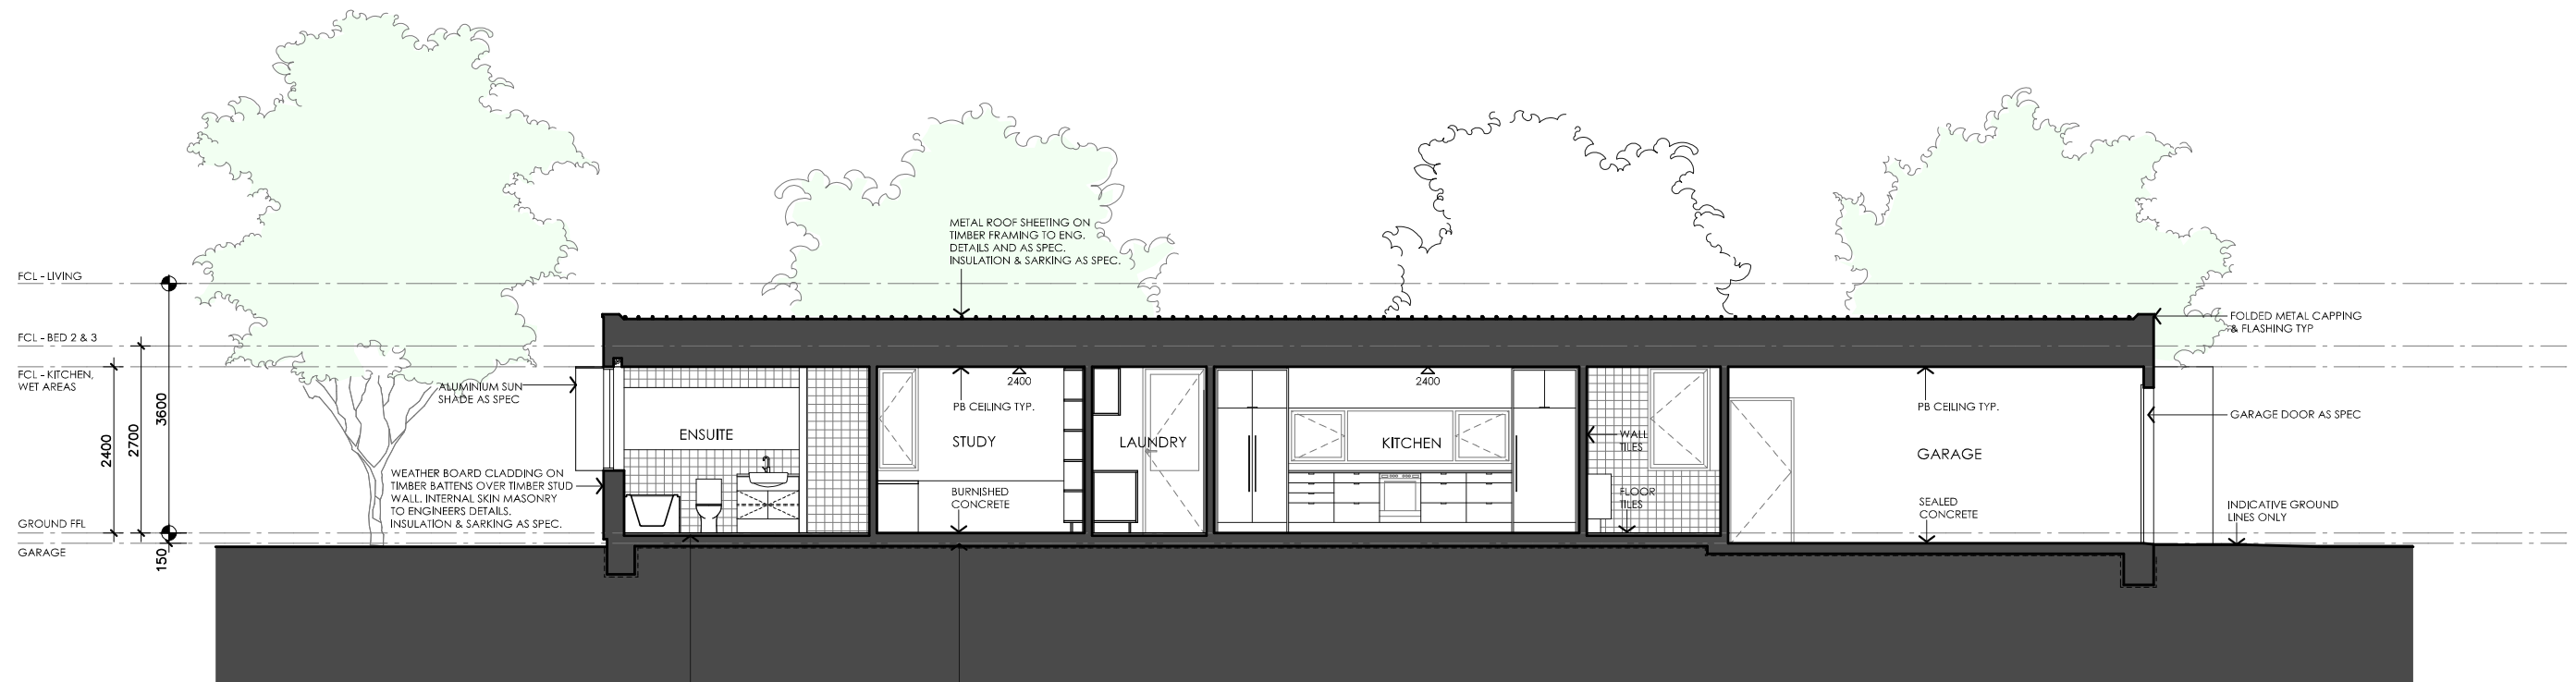 METAL ROOF SHEETING ON
TIMBER FRAMING TO ENG.
DETAILS AND AS SPEC.
INSULATION & SARKING AS SPEC.
FCL - LIVING
FOLDED METAL CAPPING
& FLASHING TYP
FCL - BED 2 & 3
FCL - KITCHEN,
WET AREAS
2400
2700
3600
ALUMINIUM SUN
SHADE AS SPEC
WEATHER BOARD CLADDING ON
TIMBER BATTENS OVER TIMBER STUD
WALL. INTERNAL SKIN MASONRY
TO ENGINEERS DETAILS.
INSULATION & SARKING AS SPEC.
GROUND FFL
GARAGE
150
ENSUITE
2400
PB CEILING TYP.
STUDY
BURNISHED
CONCRETE
LAUNDRY
2400
KITCHEN
WALL
TILES
FLOOR
TILES
PB CEILING TYP.
GARAGE
SEALED
CONCRETE
GARAGE DOOR AS SPEC
INDICATIVE GROUND
LINES ONLY